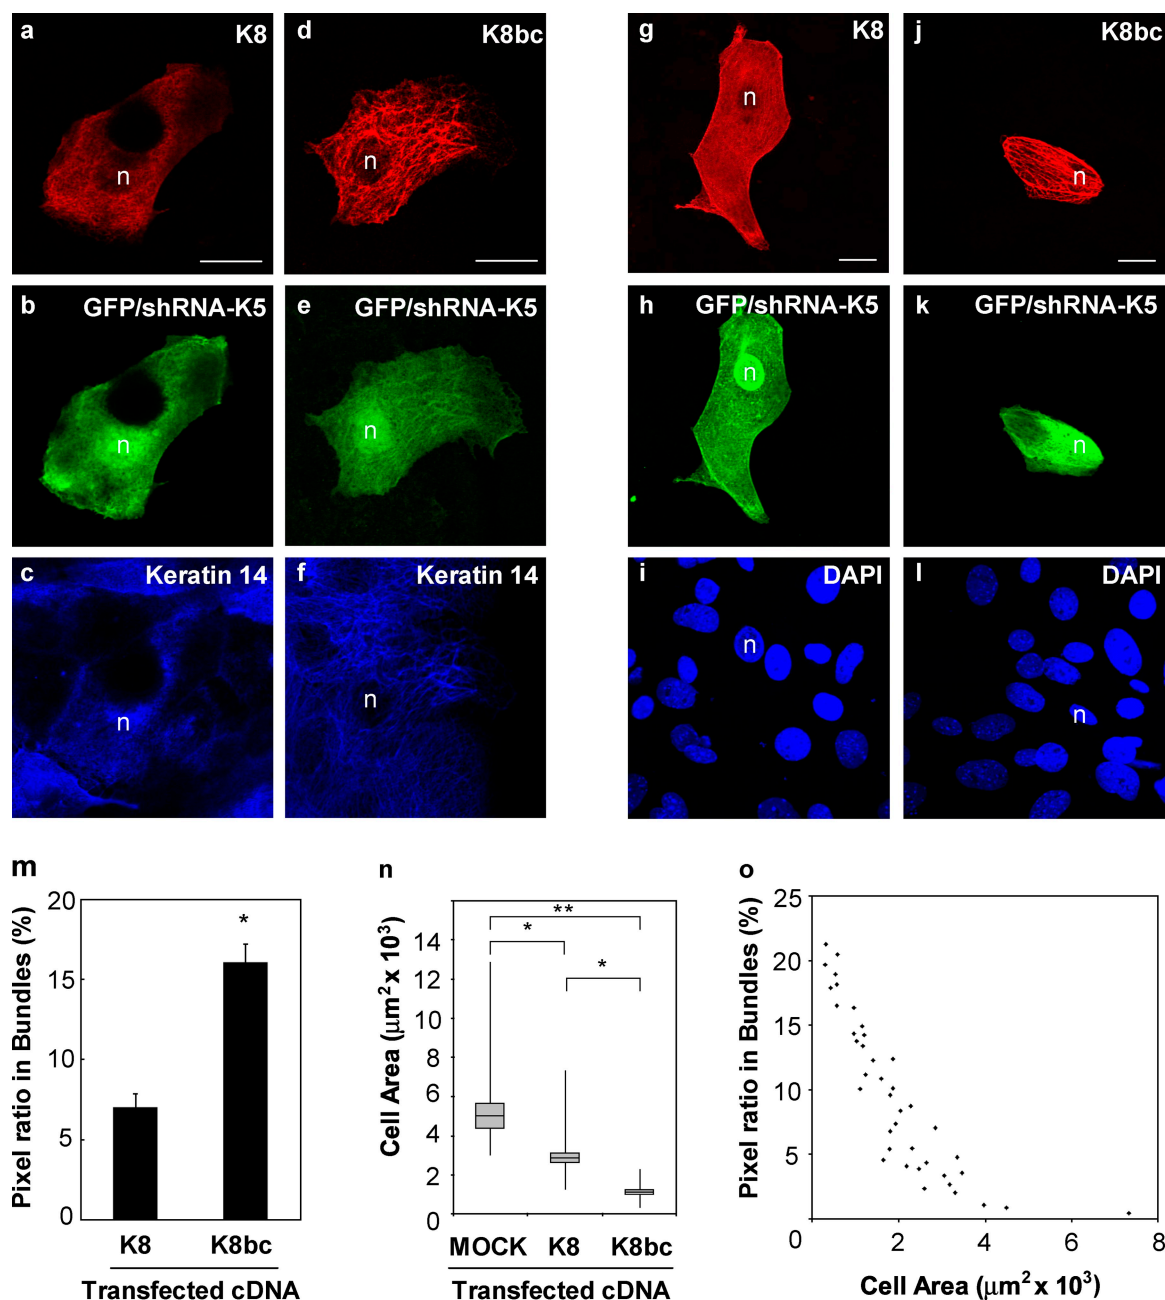 a K8
d K8bc
g K8
j K8bc
n
n
n
n
b GFP/shRNA-K5
e GFP/shRNA-K5
h GFP/shRNA-K5
k GFP/shRNA-K5
n
n
n
n
c Keratin 14
f Keratin 14
i DAPI
l DAPI
n
n
n
n
m
Pixel ratio in Bundles (%)
20
15
10
5
0
*
K8 K8bc
Transfected cDNA
n
Cell Area (μm² x 10³)
14
12
10
8
6
4
2
0
**
*
*
MOCK K8 K8bc
Transfected cDNA
o
Pixel ratio in Bundles (%)
25
20
15
10
5
0
2 4 6 8
Cell Area (μm² x 10³)